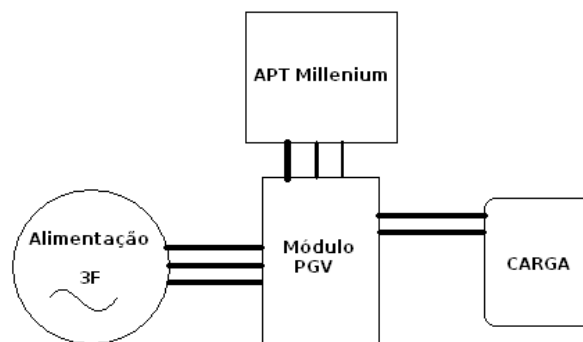 APT Millenium
Alimentação
3F
Módulo
PGV
CARGA